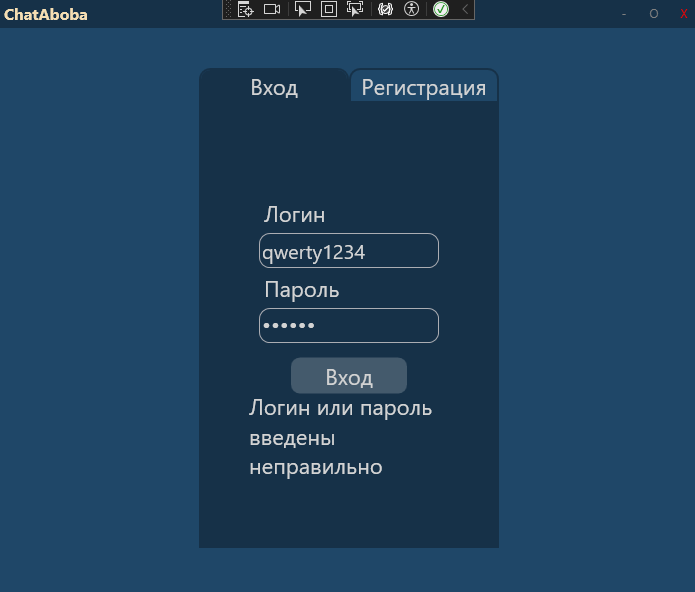 ChatAboba
- O X
Вход Регистрация
Логин
qwerty1234
Пароль
••••••
Вход
Логин или пароль
введены
неправильно